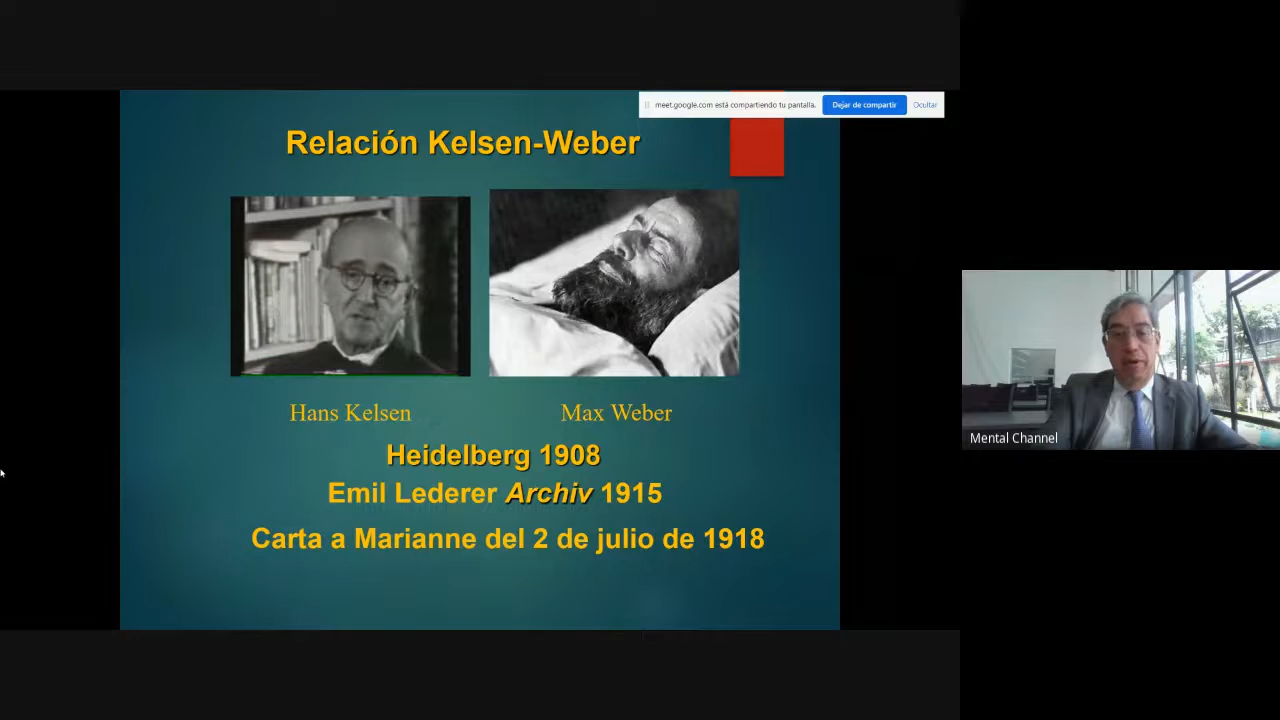 meet.google.com está compartiendo tu pantalla. Dejar de compartir Ocultar
Relación Kelsen-Weber
Hans Kelsen Max Weber
Heidelberg 1908
Emil Lederer Archiv 1915
Carta a Marianne del 2 de julio de 1918
Mental Channel